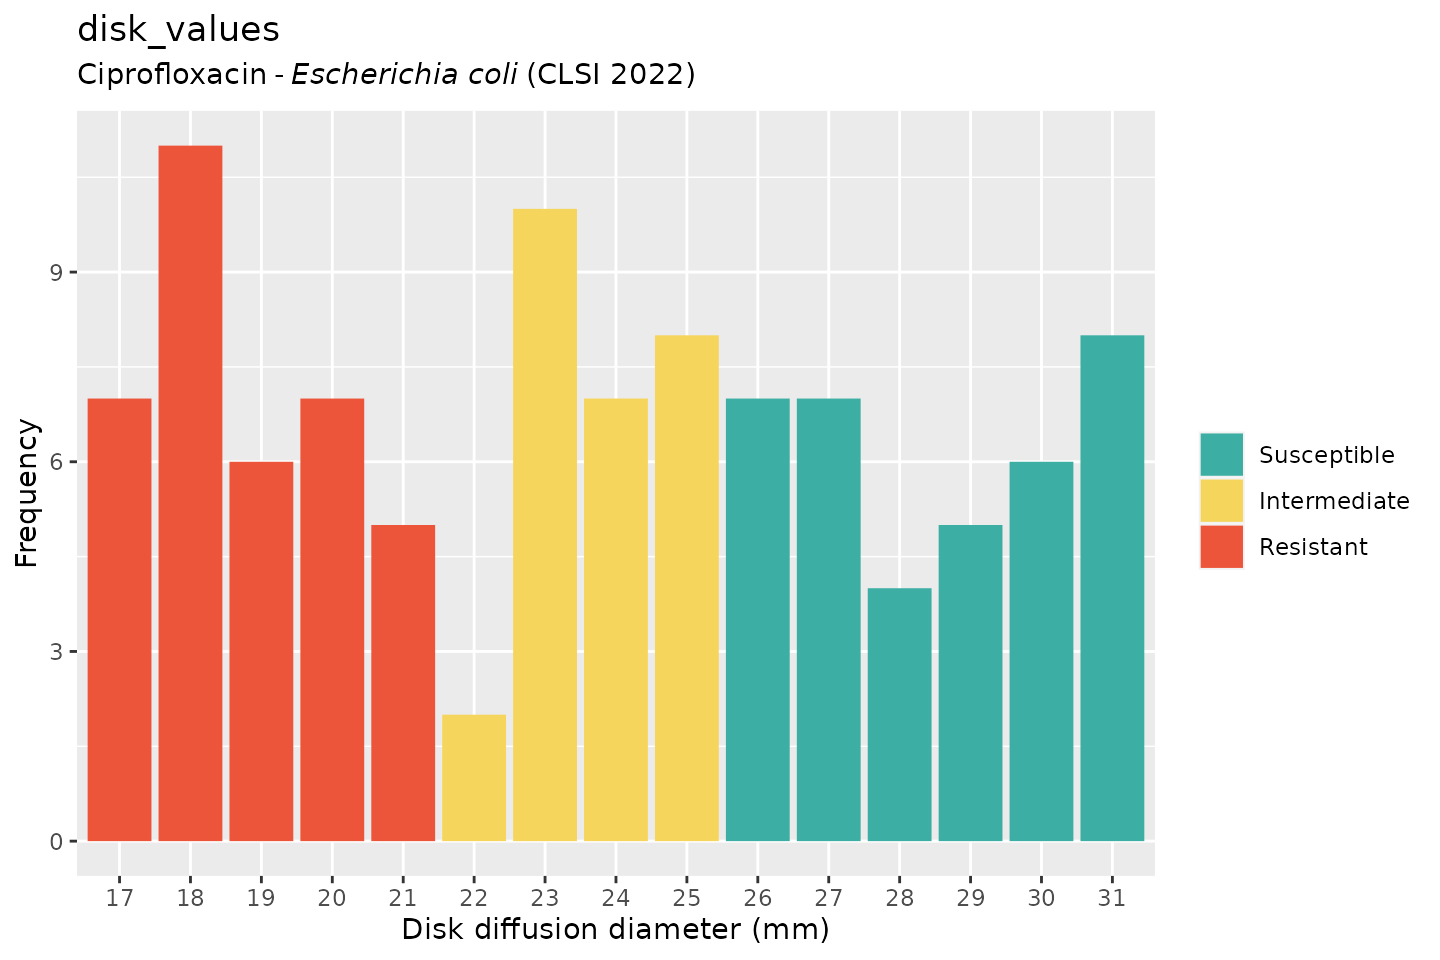 disk_values
Ciprofloxacin - Escherichia coli (CLSI 2022)
Frequency
9
6
3
0
17 18 19 20 21 22 23 24 25 26 27 28 29 30 31
Disk diffusion diameter (mm)
Susceptible
Intermediate
Resistant